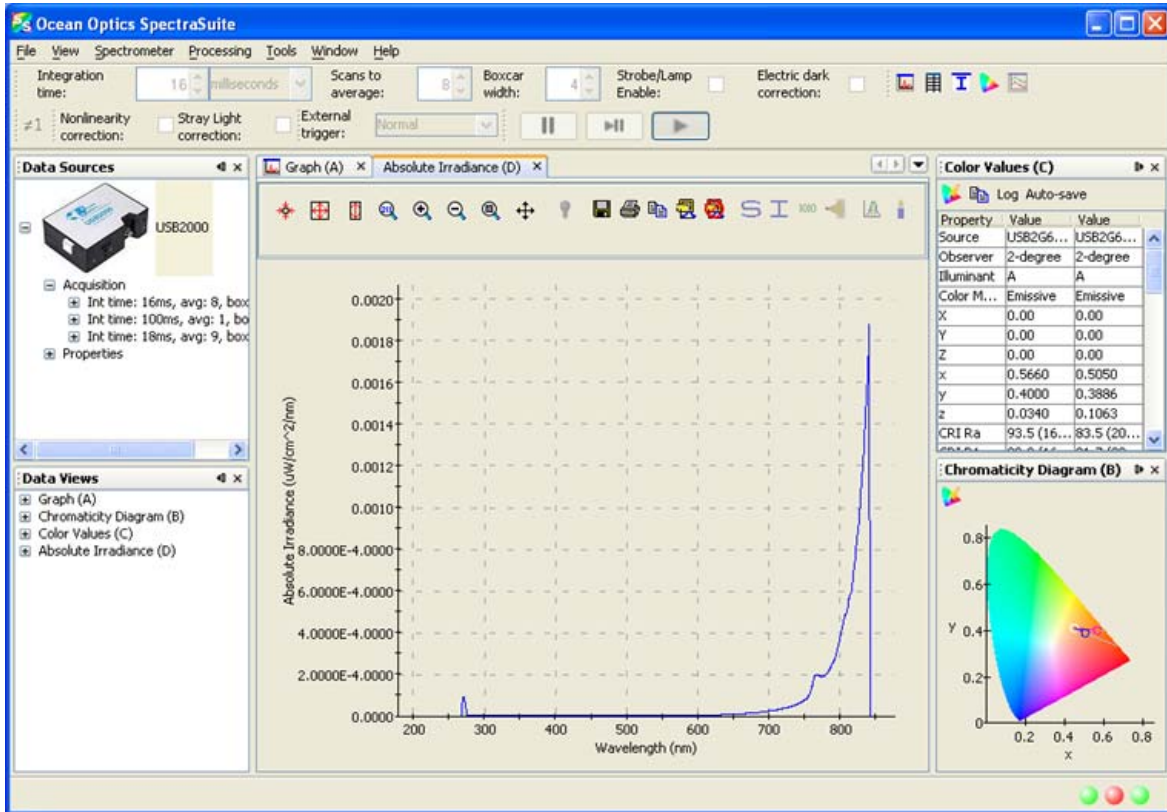 Ocean Optics SpectraSuite
File View Spectrometer Processing Tools Window Help
Integration time: 16 milliseconds Scans to average: 8 Boxcar width: 4 Strobe/Lamp Enable: Electric dark correction:
≠1 Nonlinearity correction: Stray Light correction: External trigger: Normal
Data Sources
USB2000
Acquisition
Int time: 16ms, avg: 8, box
Int time: 100ms, avg: 1, bo
Int time: 18ms, avg: 9, box
Properties
Data Views
Graph (A)
Chromaticity Diagram (B)
Color Values (C)
Absolute Irradiance (D)
Graph (A) Absolute Irradiance (D)
Absolute Irradiance (uW/cm^2/nm)
0.0020
0.0018
0.0016
0.0014
0.0012
0.0010
8.0000E-4.0000
6.0000E-4.0000
4.0000E-4.0000
2.0000E-4.0000
0.0000
200 300 400 500 600 700 800
Wavelength (nm)
Color Values (C)
Log Auto-save
Property Value Value
Source USB2G6... USB2G6...
Observer 2-degree 2-degree
Illuminant A A
Color M... Emissive Emissive
X 0.00 0.00
Y 0.00 0.00
Z 0.00 0.00
x 0.5660 0.5050
y 0.4000 0.3886
z 0.0340 0.1063
CRI Ra 93.5 (16... 83.5 (20...
Chromaticity Diagram (B)
0.8
0.6
y 0.4
0.2
0
0.2 0.4 0.6 0.8
x